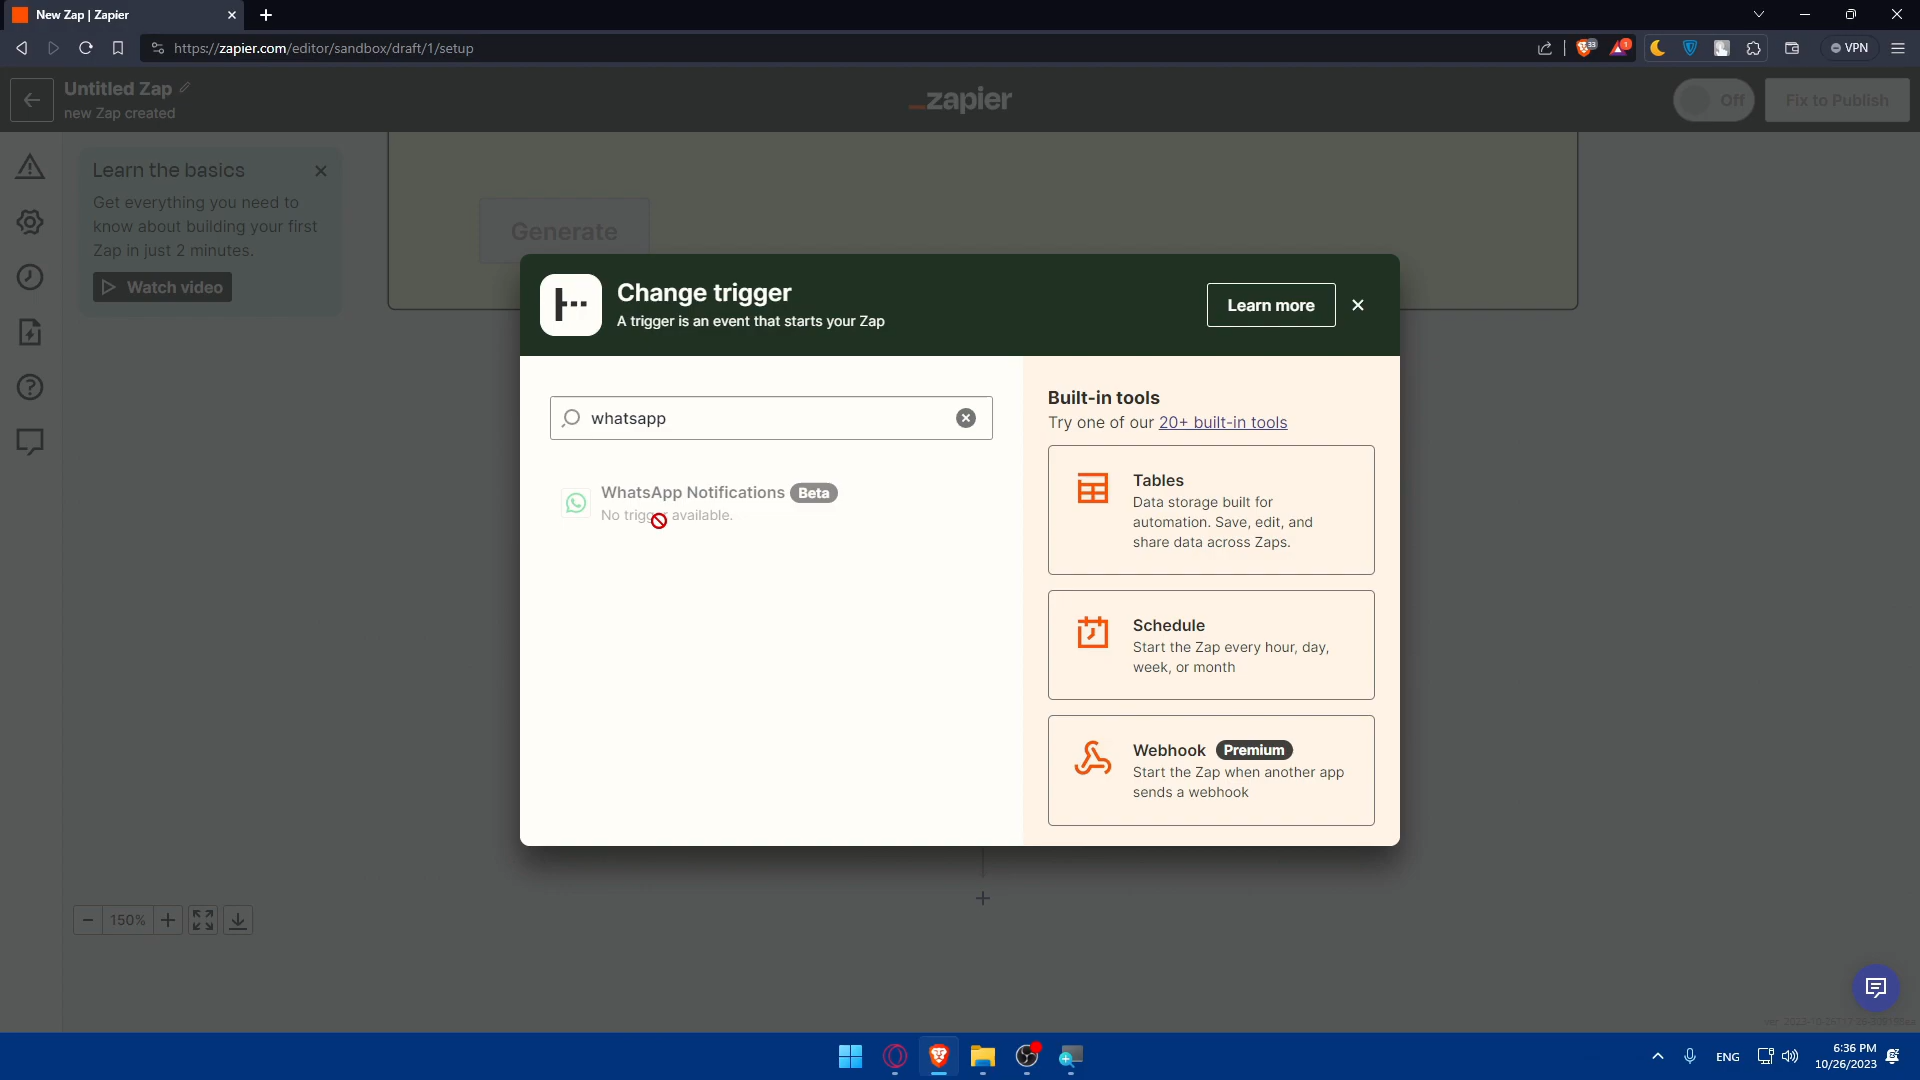 New Zap | Zapier
https://zapier.com/editor/sandbox/draft/1/setup
33
1
VPN
Untitled Zap
new Zap created
_zapier
Off
Fix to Publish
Learn the basics
Get everything you need to
know about building your first
Zap in just 2 minutes.
Watch video
Generate
Change trigger
A trigger is an event that starts your Zap
Learn more
whatsapp
WhatsApp Notifications Beta
No trigger available.
Built-in tools
Try one of our 20+ built-in tools
Tables
Data storage built for
automation. Save, edit, and
share data across Zaps.
Schedule
Start the Zap every hour, day,
week, or month
Webhook Premium
Start the Zap when another app
sends a webhook
150%
ENG
6:36 PM
10/26/2023